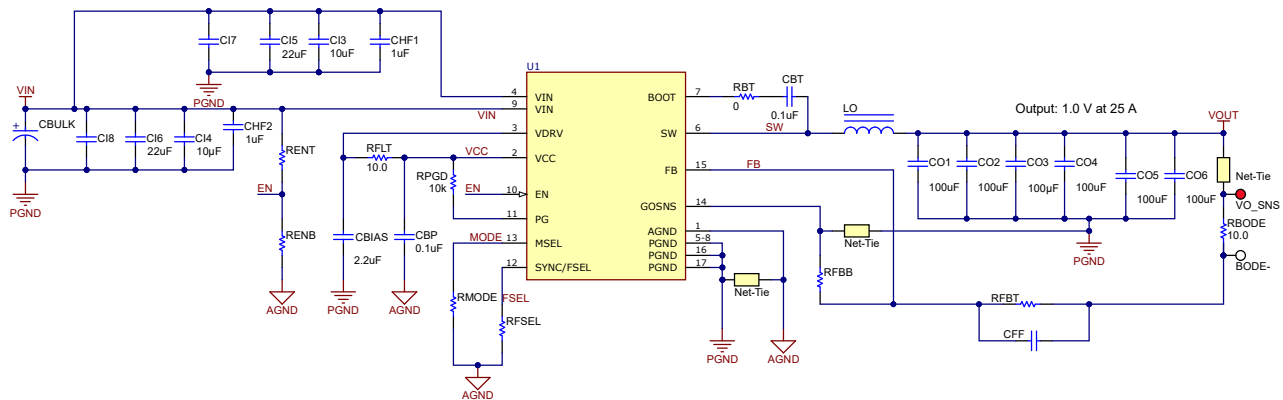 CI7
CI5
22uF
CI3
10uF
CHF1
1uF
PGND
U1
VIN
CBULK
+
CI8
CI6
22uF
CI4
10µF
CHF2
1uF
RENT
EN
RENB
PGND
AGND
VIN
4 VIN
9 VIN
3 VDRV
2 VCC
10 EN
11 PG
13 MSEL
12 SYNC/FSEL
BOOT 7
SW 6
FB 15
GOSNS 14
AGND 1
PGND 5-8
PGND 16
PGND 17
VCC
RFLT
10.0
RPGD
10k
EN
CBIAS
2.2uF
CBP
0.1uF
MODE
RMODE
FSEL
RFSEL
PGND
AGND
AGND
RBT
0
CBT
0.1uF
SW
LO
FB
Output: 1.0 V at 25 A
VOUT
CO1
100uF
CO2
100uF
CO3
100µF
CO4
100uF
CO5
100uF
CO6
100uF
Net-Tie
VO_SNS
RBODE
10.0
BODE-
PGND
Net-Tie
RFBB
Net-Tie
PGND
AGND
RFBT
CFF